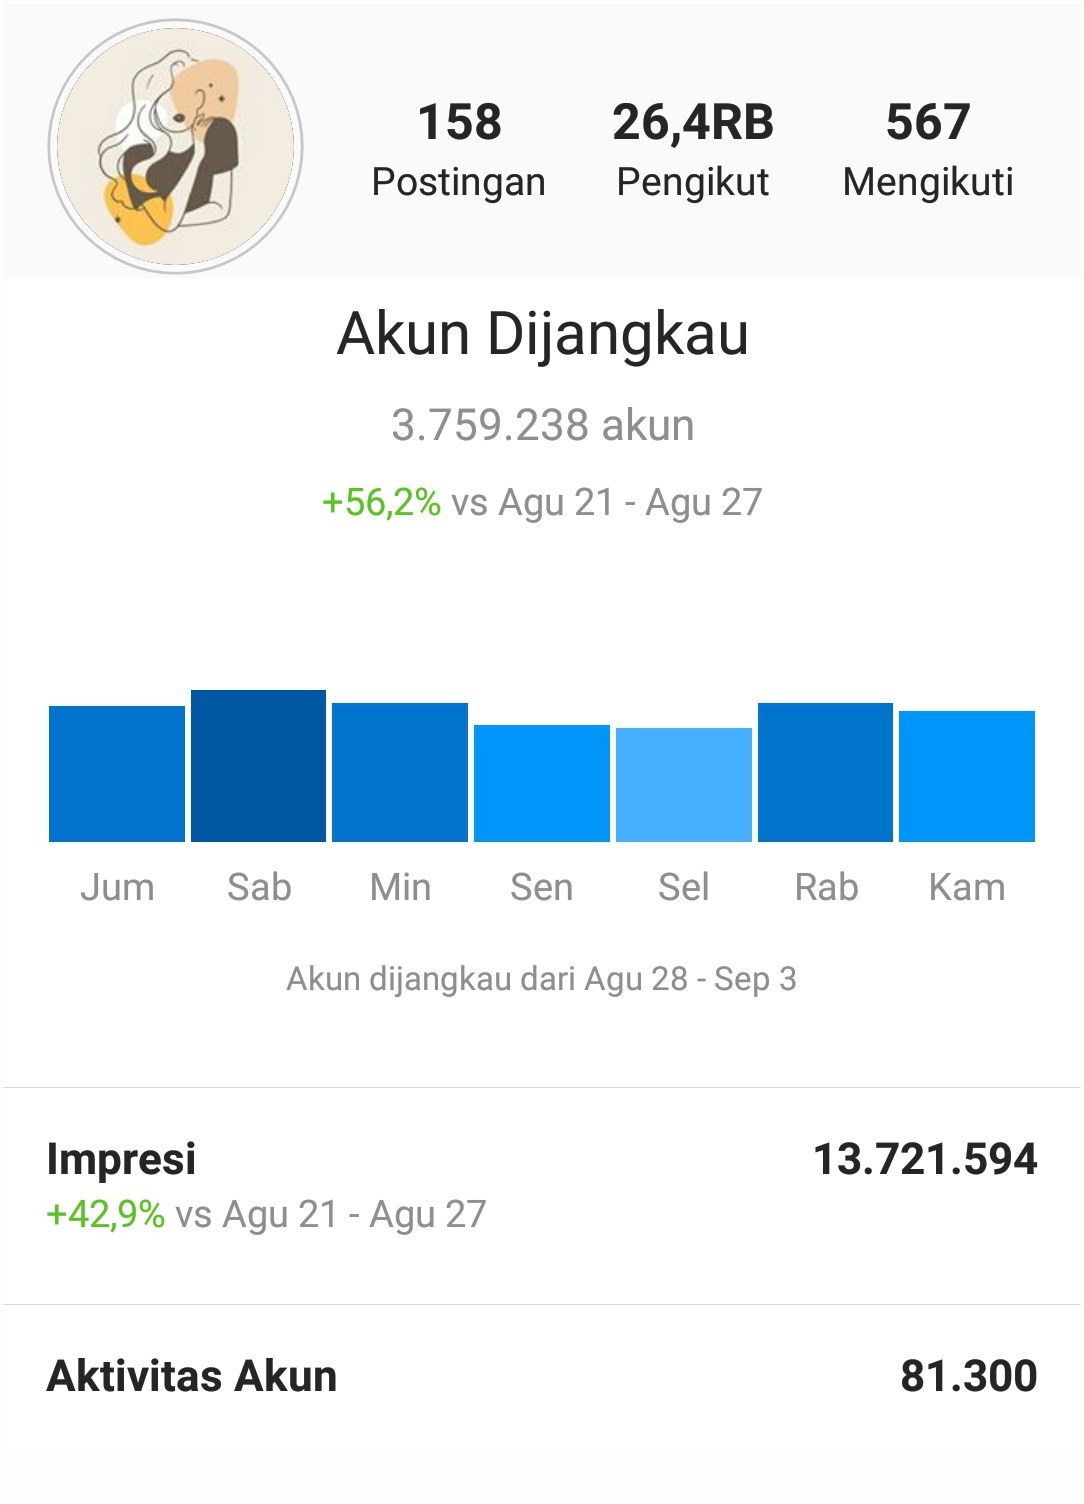 158 26,4RB 567
Postingan Pengikut Mengikuti
Akun Dijangkau
3.759.238 akun
+56,2% vs Agu 21 - Agu 27
Jum Sab Min Sen Sel Rab Kam
Akun dijangkau dari Agu 28 - Sep 3
Impresi 13.721.594
+42,9% vs Agu 21 - Agu 27
Aktivitas Akun 81.300